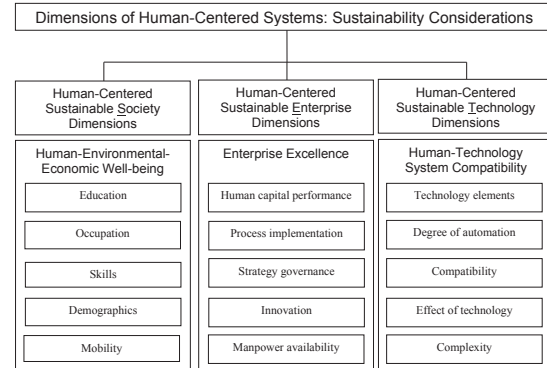 Dimensions of Human-Centered Systems: Sustainability Considerations
Human-Centered
Sustainable Society
Dimensions
Human-Centered
Sustainable Enterprise
Dimensions
Human-Centered
Sustainable Technology
Dimensions
Human-Environmental-
Economic Well-being
Education
Occupation
Skills
Demographics
Mobility
Enterprise Excellence
Human capital performance
Process implementation
Strategy governance
Innovation
Manpower availability
Human-Technology
System Compatibility
Technology elements
Degree of automation
Compatibility
Effect of technology
Complexity